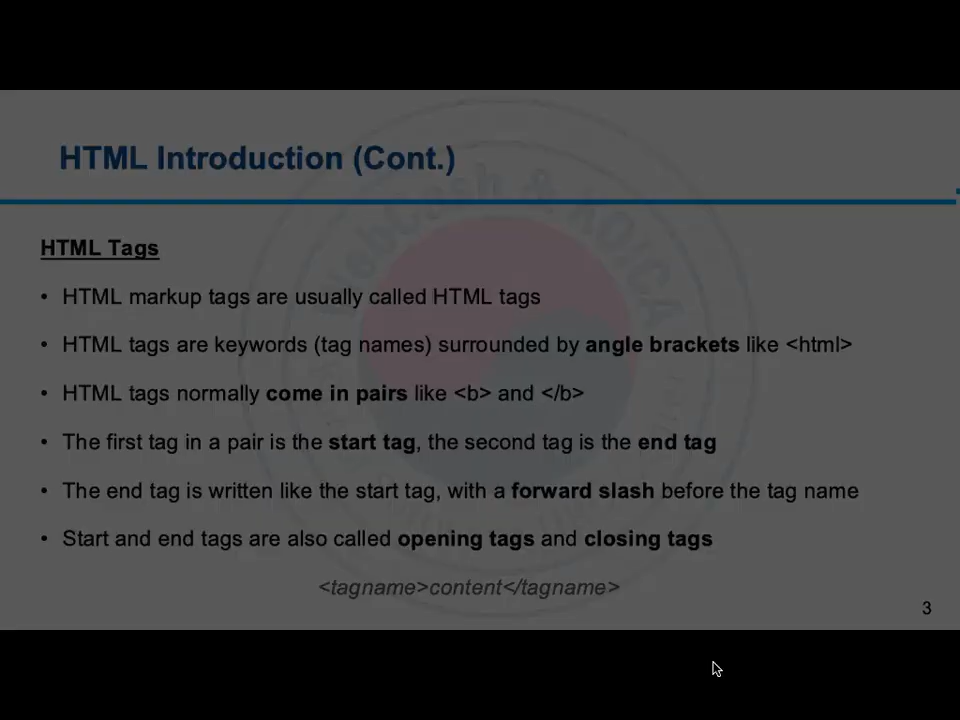 HTML Introduction (Cont.)
HTML Tags
• HTML markup tags are usually called HTML tags
• HTML tags are keywords (tag names) surrounded by angle brackets like <html>
• HTML tags normally come in pairs like <b> and </b>
• The first tag in a pair is the start tag, the second tag is the end tag
• The end tag is written like the start tag, with a forward slash before the tag name
• Start and end tags are also called opening tags and closing tags
<tagname>content</tagname>
3